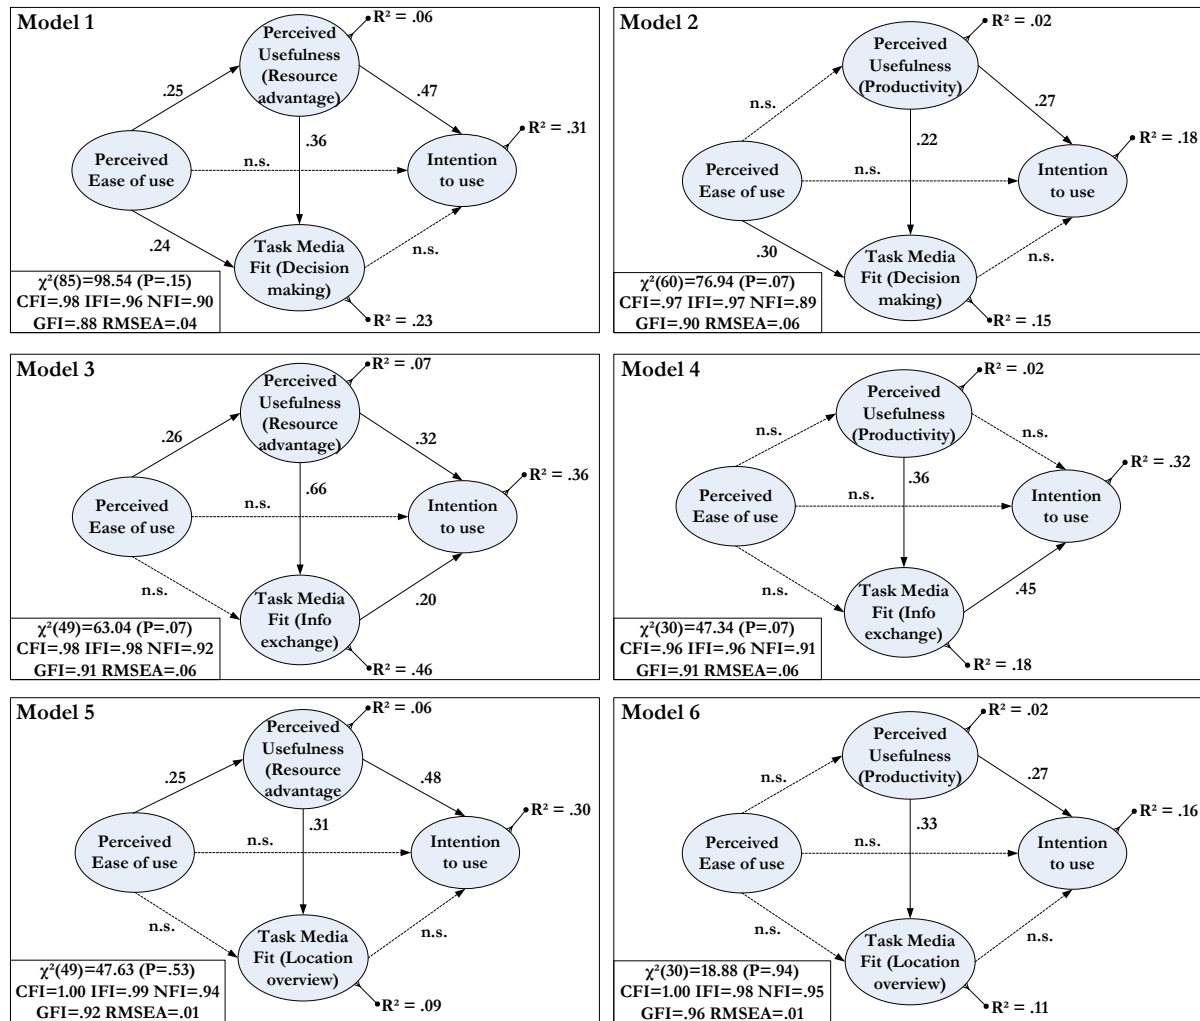 Model 1
R² = .06
Perceived
Usefulness
(Resource
advantage)
.25
.47
R² = .31
.36
Perceived
Ease of use
n.s.
Intention
to use
.24
Task Media
Fit (Decision
making)
n.s.
χ²(85)=98.54 (P=.15)
CFI=.98 IFI=.96 NFI=.90
GFI=.88 RMSEA=.04
R² = .23
Model 2
R² = .02
Perceived
Usefulness
(Productivity)
n.s.
.27
R² = .18
.22
Perceived
Ease of use
n.s.
Intention
to use
.30
Task Media
Fit (Decision
making)
n.s.
χ²(60)=76.94 (P=.07)
CFI=.97 IFI=.97 NFI=.89
GFI=.90 RMSEA=.06
R² = .15
Model 3
R² = .07
Perceived
Usefulness
(Resource
advantage)
.26
.32
R² = .36
.66
Perceived
Ease of use
n.s.
Intention
to use
n.s.
Task Media
Fit (Info
exchange)
.20
χ²(49)=63.04 (P=.07)
CFI=.98 IFI=.98 NFI=.92
GFI=.91 RMSEA=.06
R² = .46
Model 4
R² = .02
Perceived
Usefulness
(Productivity)
n.s.
n.s.
R² = .32
.36
Perceived
Ease of use
n.s.
Intention
to use
n.s.
Task Media
Fit (Info
exchange)
.45
χ²(30)=47.34 (P=.07)
CFI=.96 IFI=.96 NFI=.91
GFI=.91 RMSEA=.06
R² = .18
Model 5
R² = .06
Perceived
Usefulness
(Resource
advantage
.25
.48
R² = .30
.31
Perceived
Ease of use
n.s.
Intention
to use
n.s.
Task Media
Fit (Location
overview)
n.s.
χ²(49)=47.63 (P=.53)
CFI=1.00 IFI=.99 NFI=.94
GFI=.92 RMSEA=.01
R² = .09
Model 6
R² = .02
Perceived
Usefulness
(Productivity)
n.s.
.27
R² = .16
.33
Perceived
Ease of use
n.s.
Intention
to use
n.s.
Task Media
Fit (Location
overview)
n.s.
χ²(30)=18.88 (P=.94)
CFI=1.00 IFI=.98 NFI=.95
GFI=.96 RMSEA=.01
R² = .11